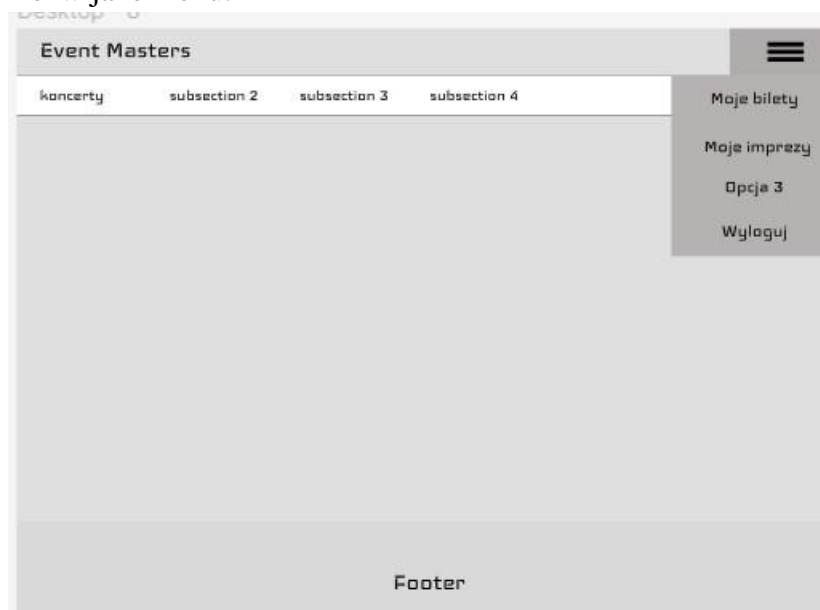 Event Masters
koncerty subsection 2 subsection 3 subsection 4
Moje bilety
Moje imprezy
Opcja 3
Wyloguj
Footer